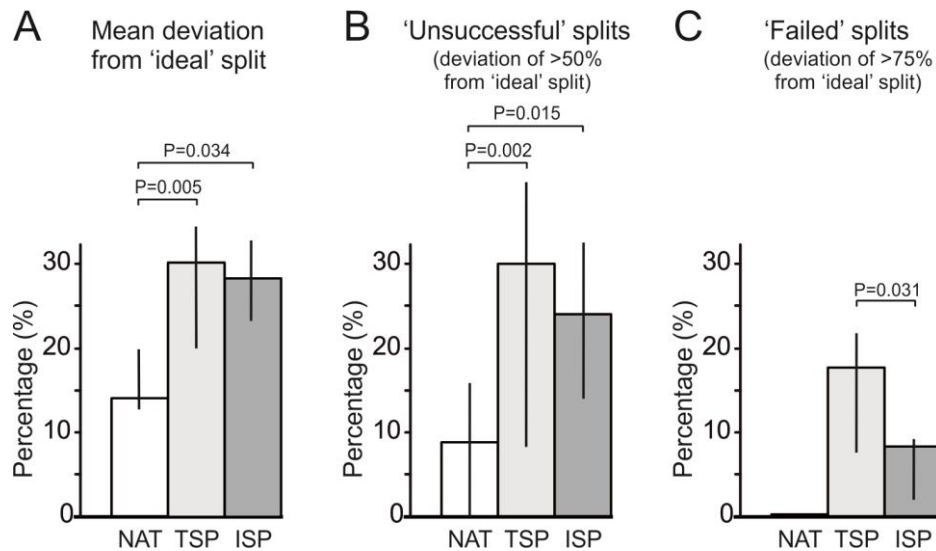 A
Mean deviation
from ‘ideal’ split
P=0.034
P=0.005
Percentage (%)
30
20
10
0
NAT TSP ISP
B
‘Unsuccessful’ splits
(deviation of >50%
from ‘ideal’ split)
P=0.015
P=0.002
Percentage (%)
30
20
10
0
NAT TSP ISP
C
‘Failed’ splits
(deviation of >75%
from ‘ideal’ split)
P=0.031
Percentage (%)
30
20
10
0
NAT TSP ISP